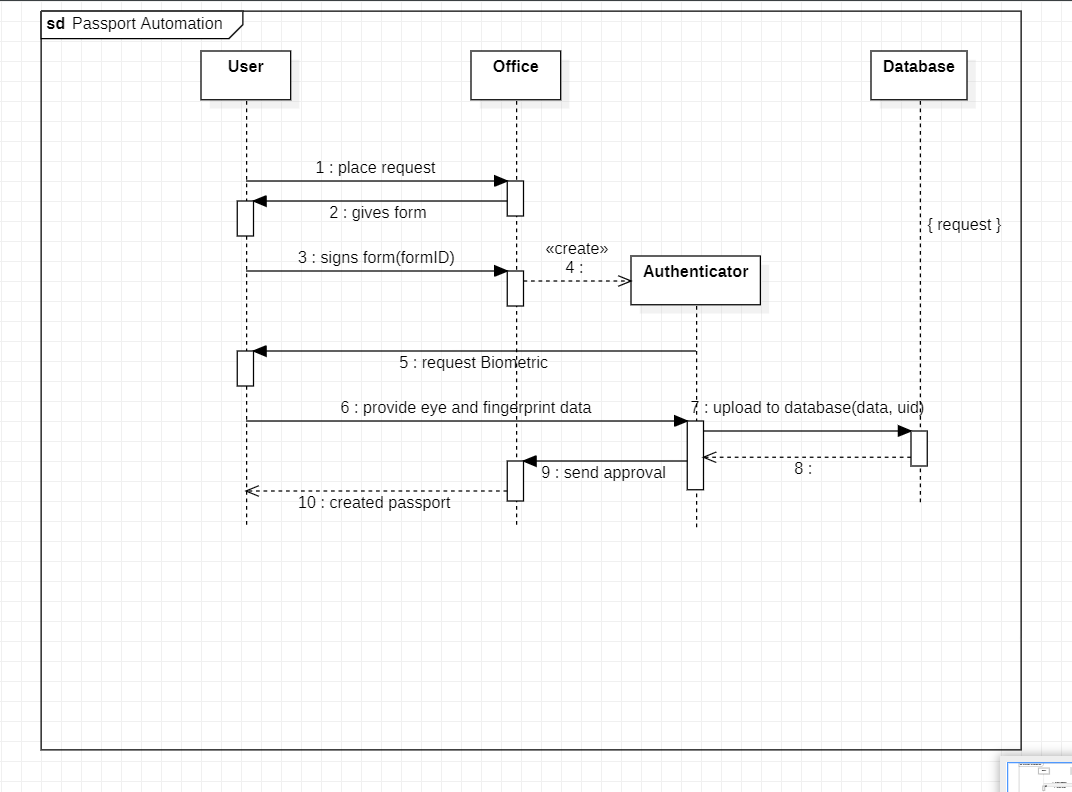 sd Passport Automation
User
Office
Database
1 : place request
2 : gives form
{ request }
3 : signs form(formID)
«create»
4 :
Authenticator
5 : request Biometric
6 : provide eye and fingerprint data
7 : upload to database(data, uid)
8 :
9 : send approval
10 : created passport